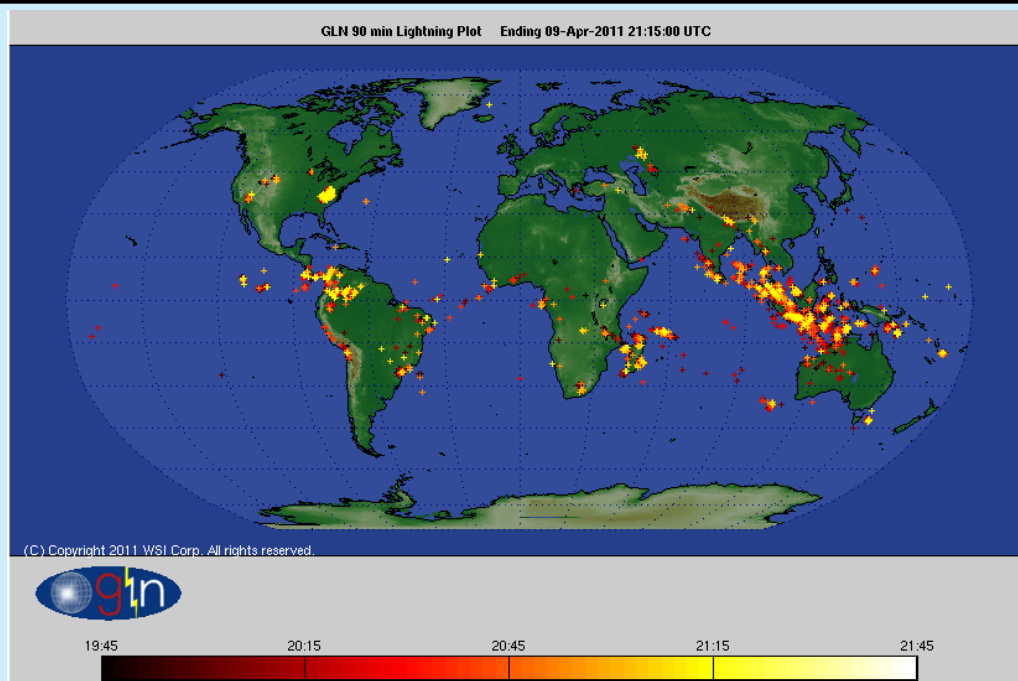 GLN 90 min Lightning Plot Ending 09-Apr-2011 21:15:00 UTC
(C) Copyright 2011 WSI Corp. All rights reserved.
gln
19:45 20:15 20:45 21:15 21:45